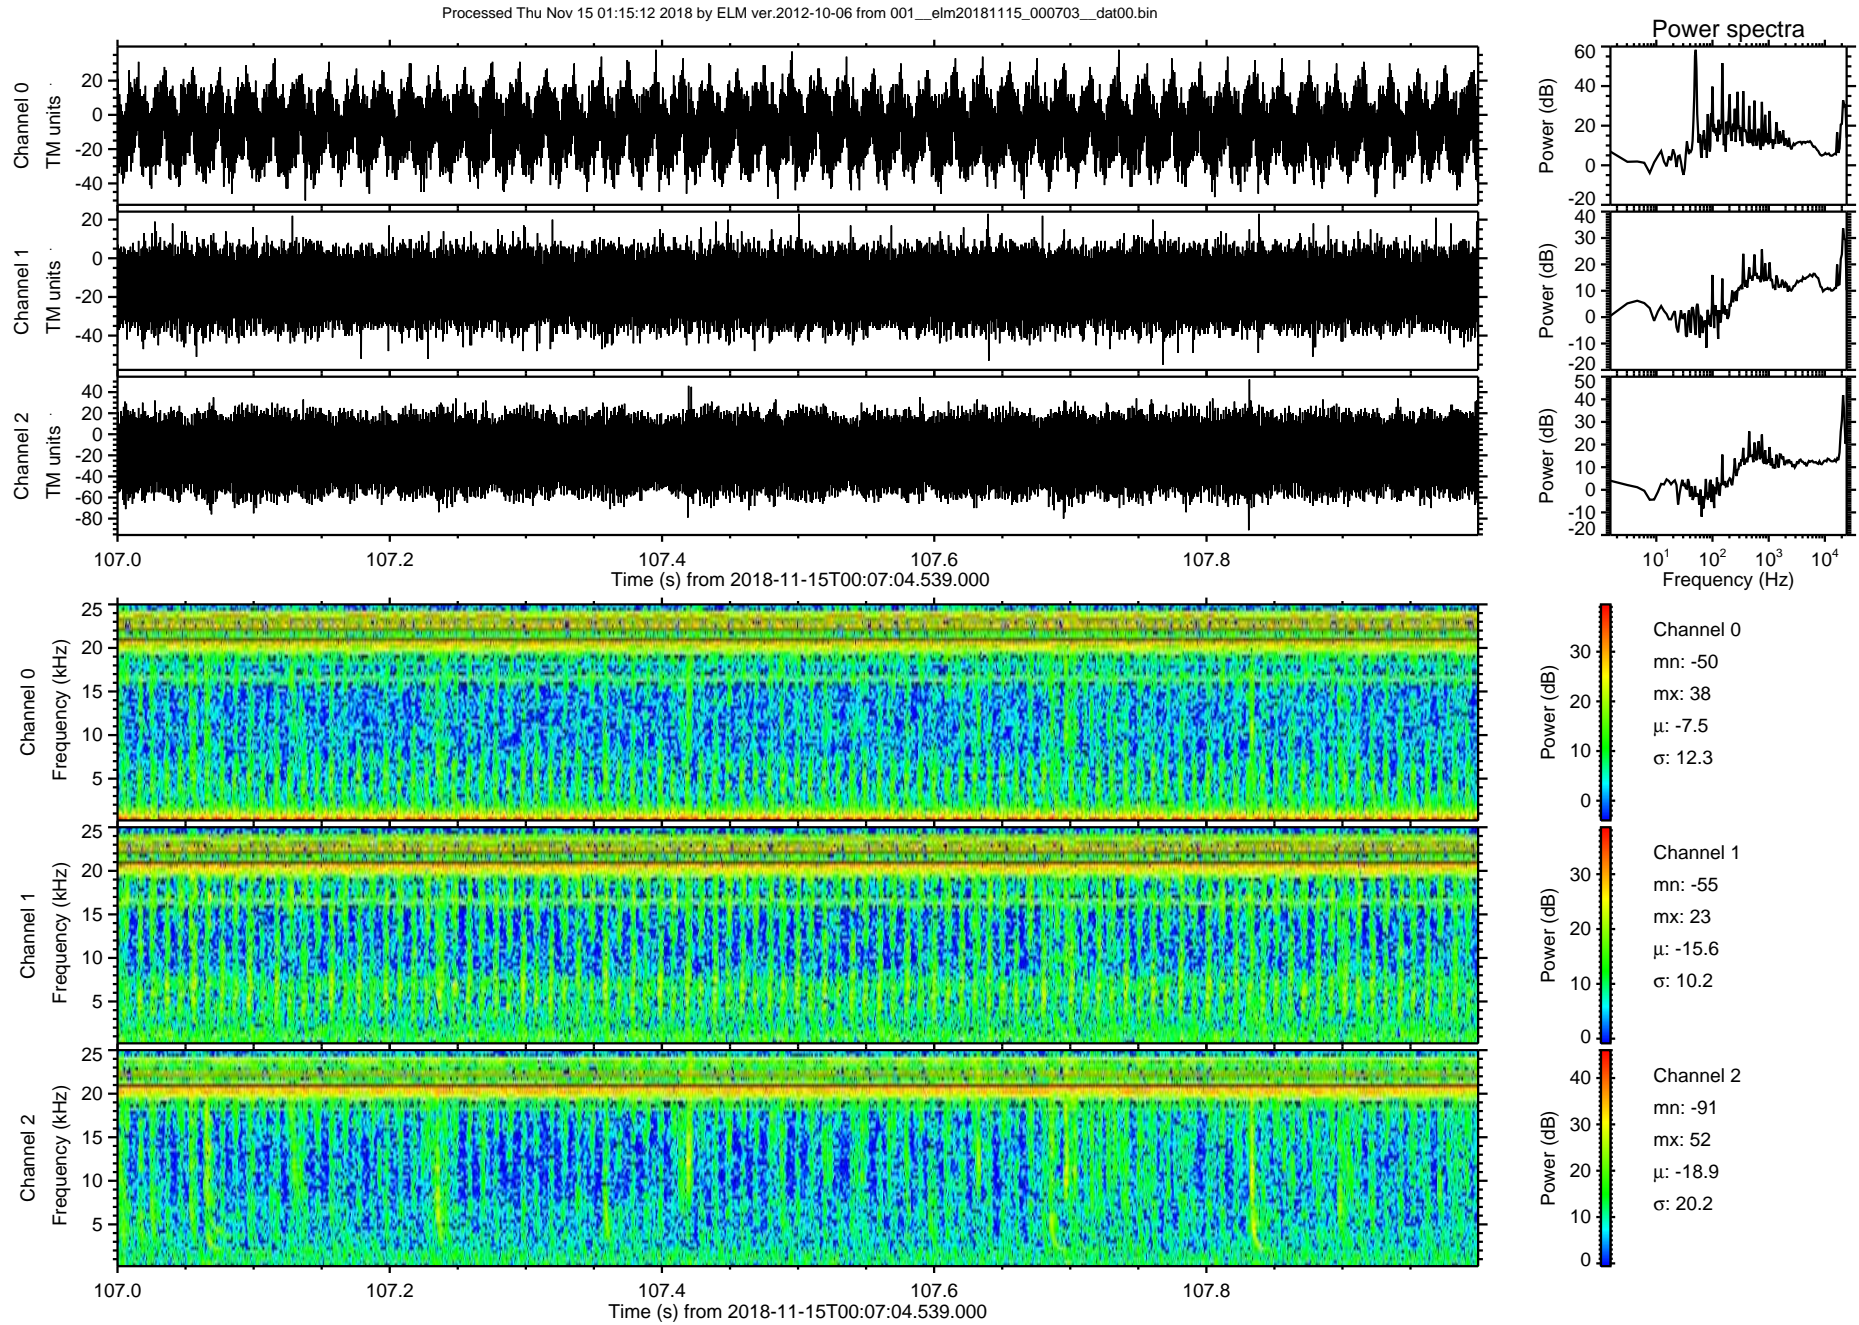 Processed Thu Nov 15 01:15:12 2018 by ELM ver.2012-10-06 from 001__elm20181115_000703__dat00.bin
Power spectra
Channel 0
TM units
20
0
-20
-40
Power (dB)
60
40
20
0
-20
Channel 1
TM units
20
0
-20
-40
Power (dB)
40
30
20
10
0
-10
-20
Channel 2
TM units
40
20
0
-20
-40
-60
-80
Power (dB)
50
40
30
20
10
0
-10
-20
107.0 107.2 107.4 107.6 107.8
Time (s) from 2018-11-15T00:07:04.539.000
10¹ 10² 10³ 10⁴
Frequency (Hz)
Channel 0
Frequency (kHz)
25
20
15
10
5
Power (dB)
30
20
10
0
Channel 0
mn: -50
mx: 38
μ: -7.5
σ: 12.3
Channel 1
Frequency (kHz)
25
20
15
10
5
Power (dB)
30
20
10
0
Channel 1
mn: -55
mx: 23
μ: -15.6
σ: 10.2
Channel 2
Frequency (kHz)
25
20
15
10
5
Power (dB)
40
30
20
10
0
Channel 2
mn: -91
mx: 52
μ: -18.9
σ: 20.2
107.0 107.2 107.4 107.6 107.8
Time (s) from 2018-11-15T00:07:04.539.000